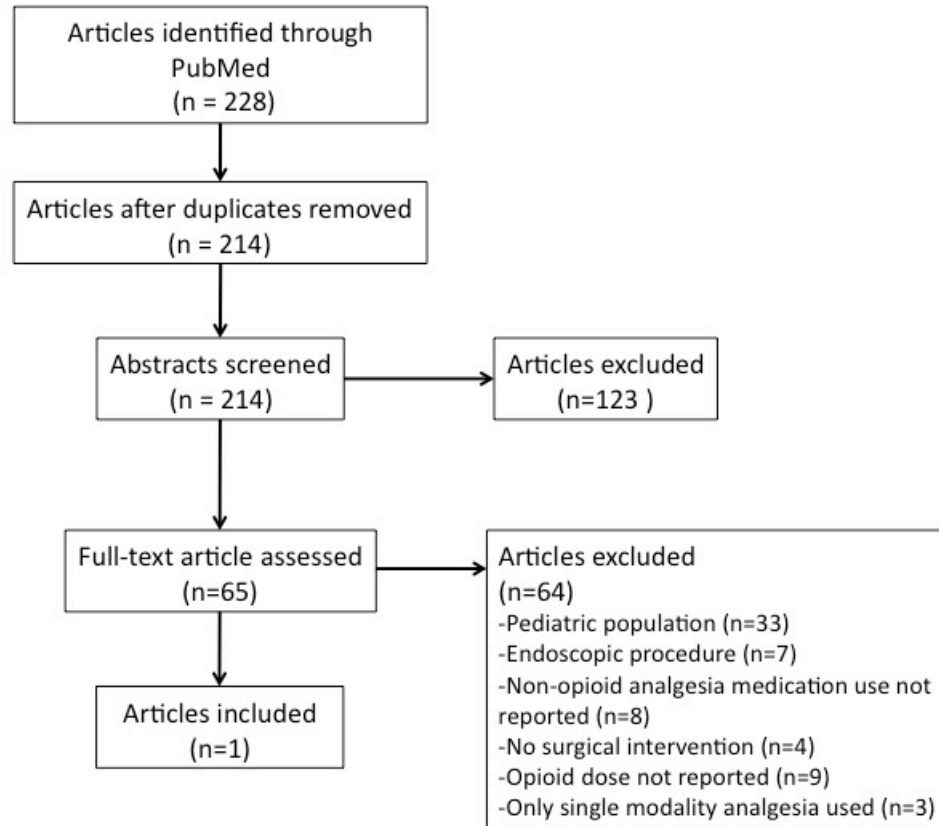 Articles identified through
PubMed
(n = 228)
Articles after duplicates removed
(n = 214)
Abstracts screened
(n = 214)
Articles excluded
(n=123 )
Full-text article assessed
(n=65)
Articles excluded
(n=64)
-Pediatric population (n=33)
-Endoscopic procedure (n=7)
-Non-opioid analgesia medication use not
reported (n=8)
-No surgical intervention (n=4)
-Opioid dose not reported (n=9)
-Only single modality analgesia used (n=3)
Articles included
(n=1)